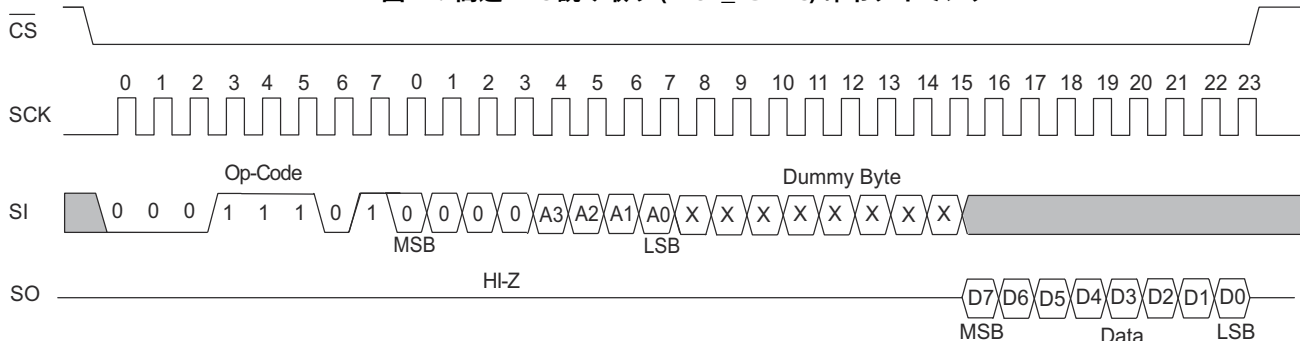 CS
0 1 2 3 4 5 6 7 0 1 2 3 4 5 6 7 8 9 10 11 12 13 14 15 16 17 18 19 20 21 22 23
SCK
Op-Code Dummy Byte
SI 0 0 0 1 1 1 0 1 0 0 0 0 A3 A2 A1 A0 X X X X X X X X
MSB LSB
HI-Z
SO D7 D6 D5 D4 D3 D2 D1 D0
MSB Data LSB